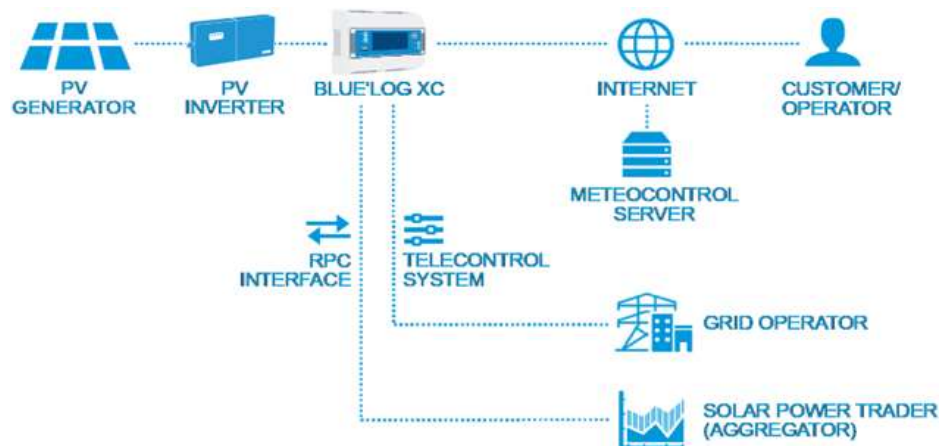 PV
GENERATOR
PV
INVERTER
BLUE'LOG XC
INTERNET
CUSTOMER/
OPERATOR
METEOCONTROL
SERVER
RPC
INTERFACE
TELECONTROL
SYSTEM
GRID OPERATOR
SOLAR POWER TRADER
(AGGREGATOR)